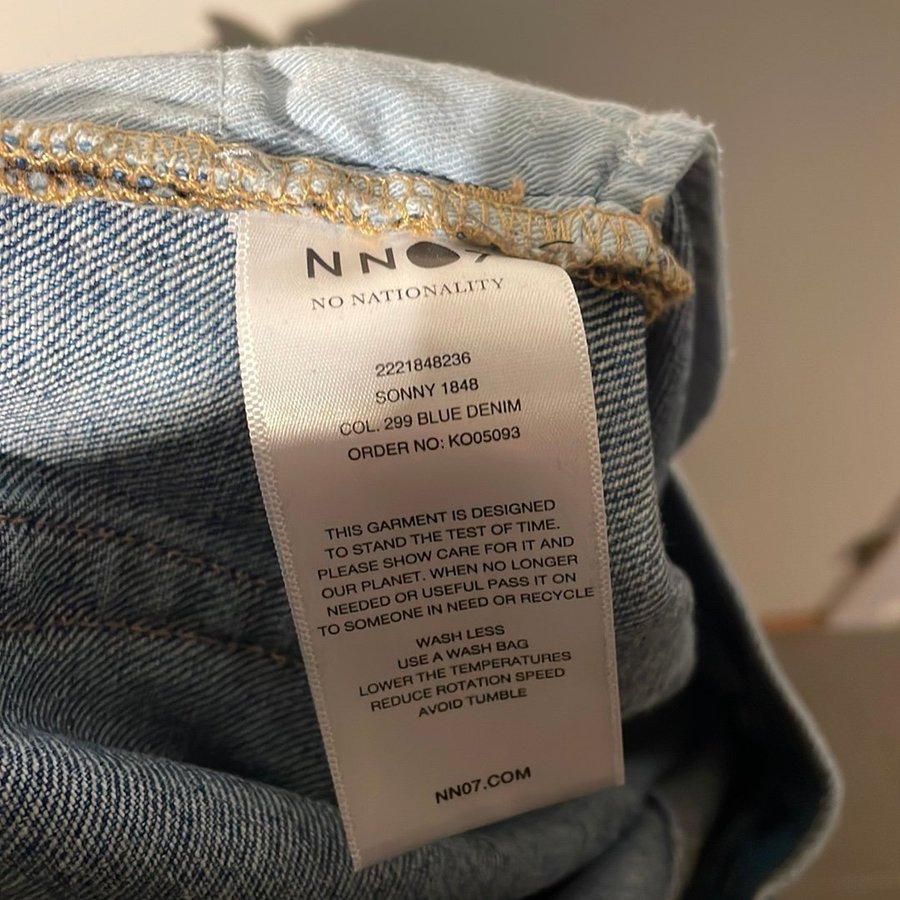 NN07
NO NATIONALITY
2221848236
SONNY 1848
COL. 299 BLUE DENIM
ORDER NO: KO05093
THIS GARMENT IS DESIGNED
TO STAND THE TEST OF TIME.
PLEASE SHOW CARE FOR IT AND
OUR PLANET. WHEN NO LONGER
NEEDED OR USEFUL PASS IT ON
TO SOMEONE IN NEED OR RECYCLE
WASH LESS
USE A WASH BAG
LOWER THE TEMPERATURES
REDUCE ROTATION SPEED
AVOID TUMBLE
NN07.COM